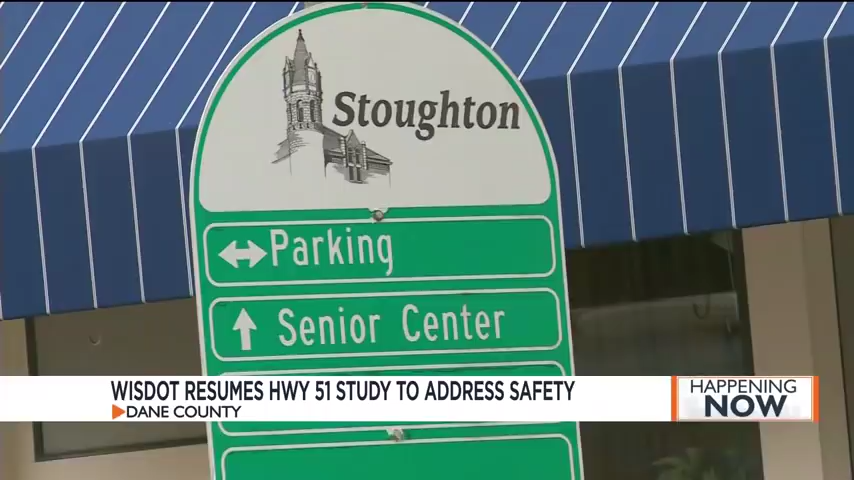 Stoughton
Parking
Senior Center
WISDOT RESUMES HWY 51 STUDY TO ADDRESS SAFETY
DANE COUNTY
HAPPENING
NOW